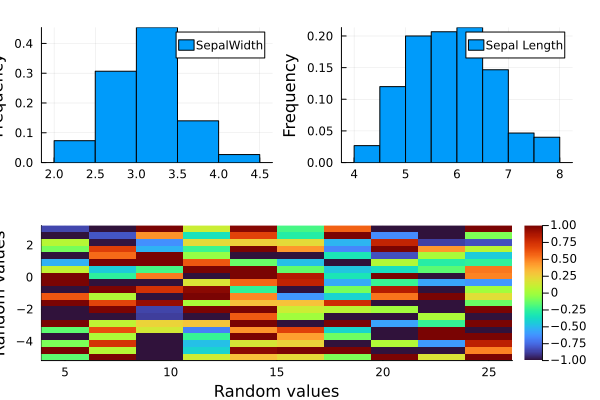 SepalWidth
Frequency
0.4
0.3
0.2
0.1
0.0
2.0 2.5 3.0 3.5 4.0 4.5
Sepal Length
Frequency
0.20
0.15
0.10
0.05
0.00
4 5 6 7 8
Random values
2
0
−2
−4
5 10 15 20 25
Random values
1.00
0.75
0.50
0.25
0
−0.25
−0.50
−0.75
−1.00